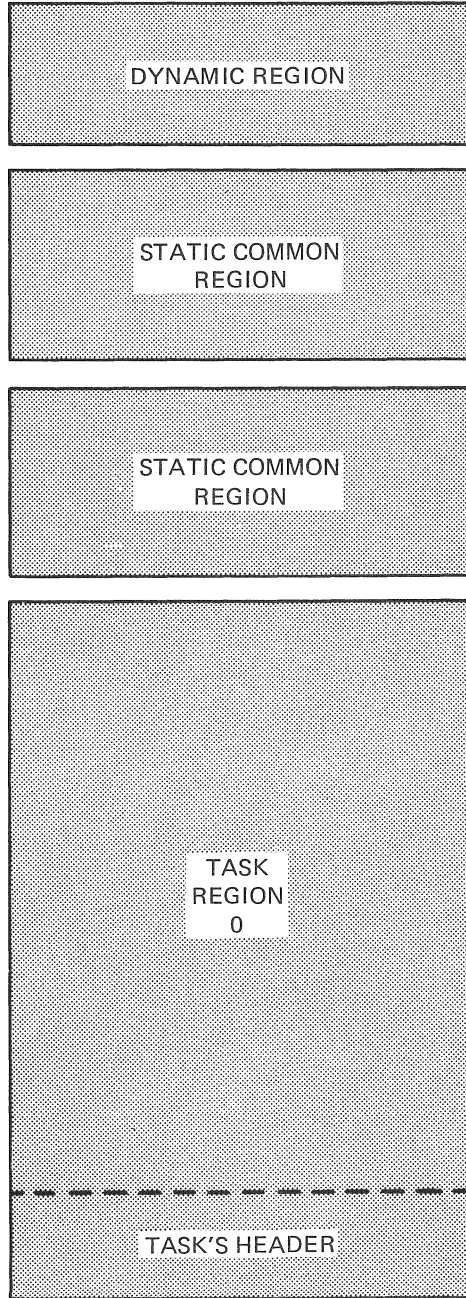 DYNAMIC REGION
STATIC COMMON
REGION
STATIC COMMON
REGION
TASK
REGION
0
TASK'S HEADER